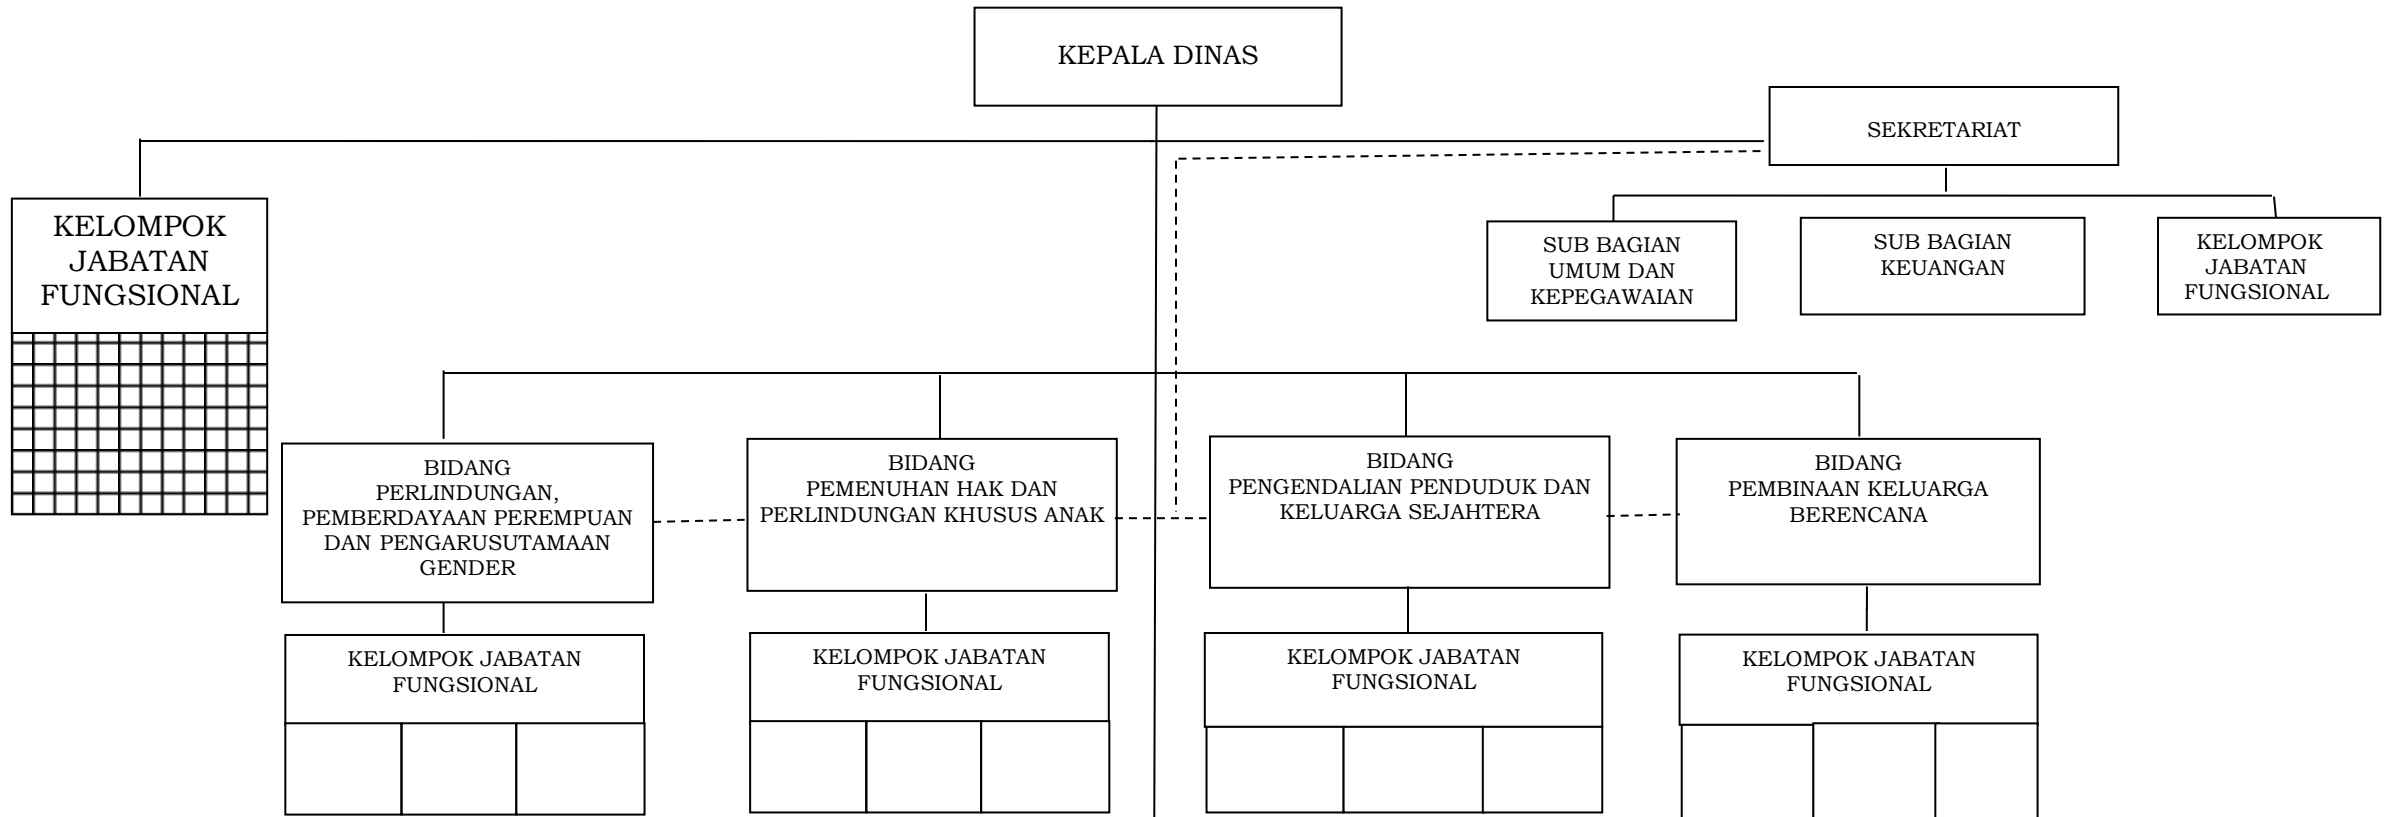 KEPALA DINAS
SEKRETARIAT
KELOMPOK
JABATAN
FUNGSIONAL
SUB BAGIAN
UMUM DAN
KEPEGAWAIAN
SUB BAGIAN
KEUANGAN
KELOMPOK
JABATAN
FUNGSIONAL
BIDANG
PERLINDUNGAN,
PEMBERDAYAAN PEREMPUAN
DAN PENGARUSUTAMAAN
GENDER
BIDANG
PEMENUHAN HAK DAN
PERLINDUNGAN KHUSUS ANAK
BIDANG
PENGENDALIAN PENDUDUK DAN
KELUARGA SEJAHTERA
BIDANG
PEMBINAAN KELUARGA
BERENCANA
KELOMPOK JABATAN
FUNGSIONAL
KELOMPOK JABATAN
FUNGSIONAL
KELOMPOK JABATAN
FUNGSIONAL
KELOMPOK JABATAN
FUNGSIONAL